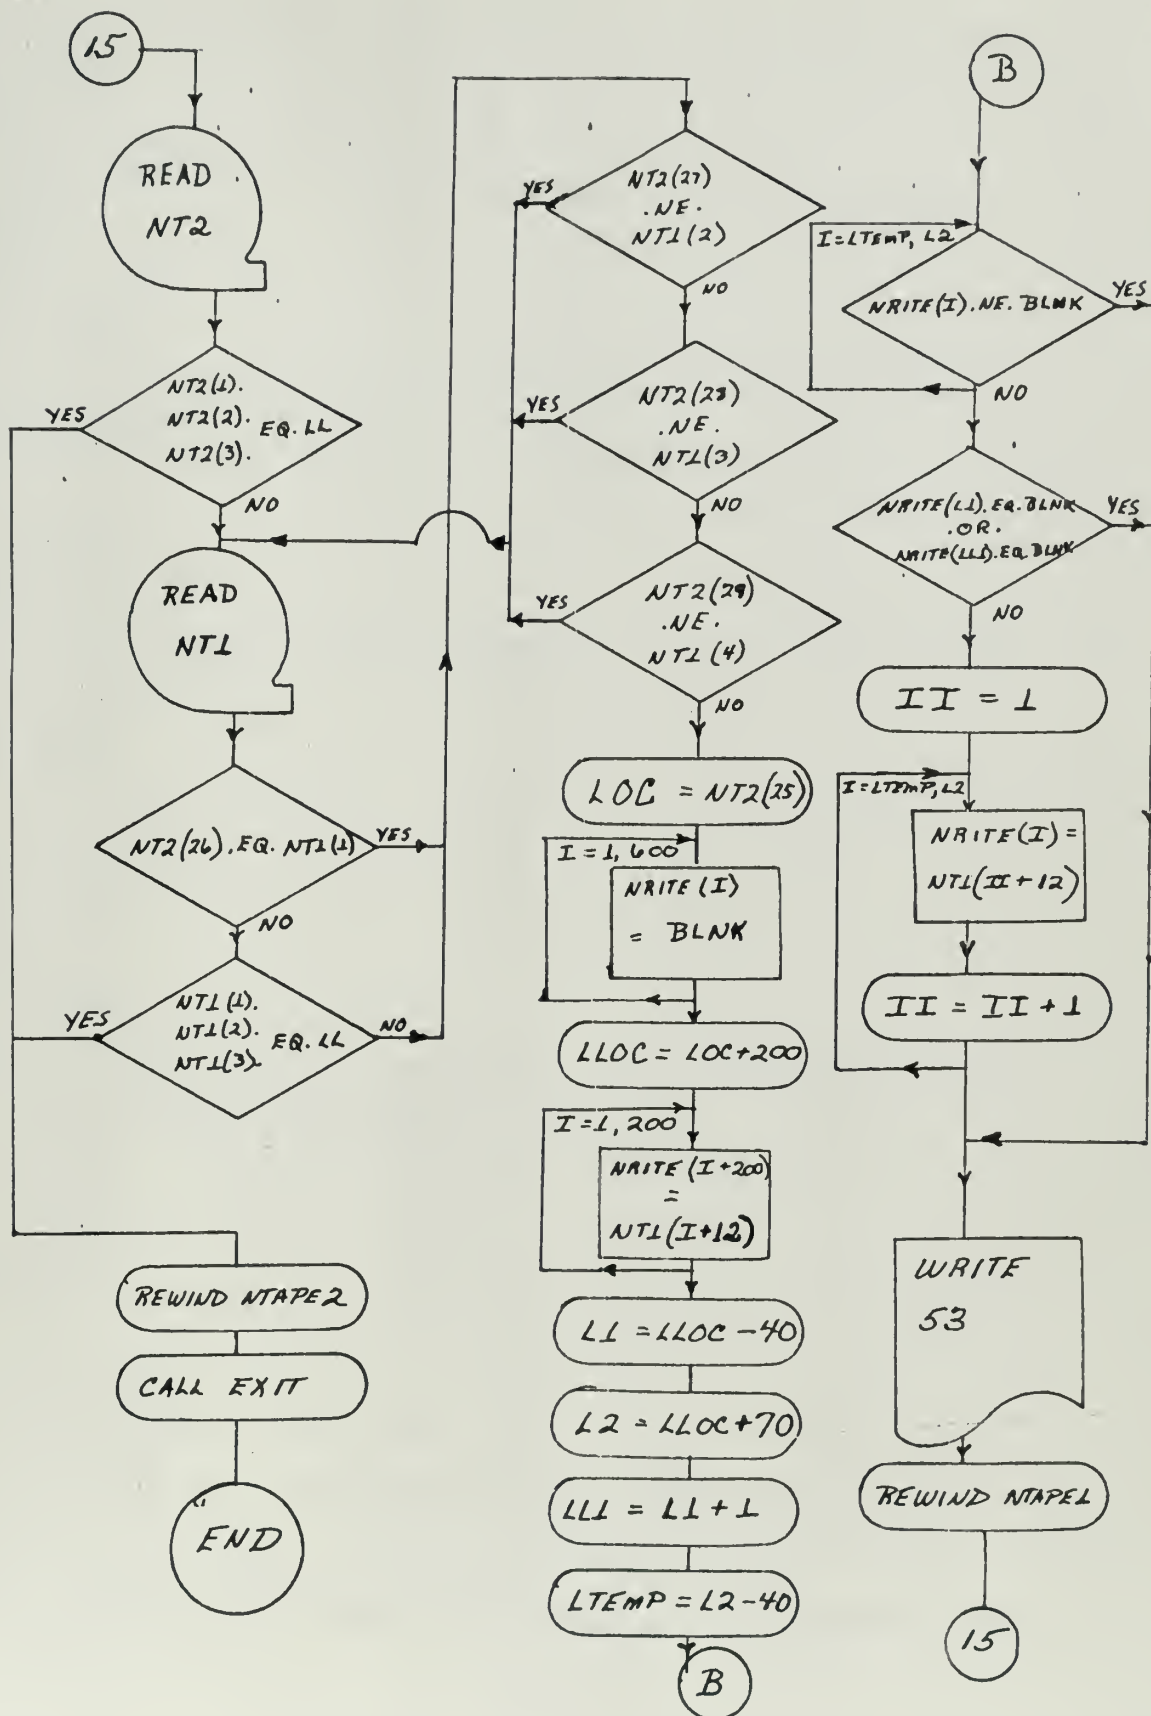 15
READ
NT2
NT2(1).
NT2(2). EQ. LL
NT2(3).
YES
NO
READ
NT1
NT2(26).EQ. NT1(1)
YES
NO
NT1(1).
NT1(2). EQ. LL
NT1(3).
YES
NO
REWIND NTAPE2
CALL EXIT
END
NT2(27)
.NE.
NT1(2)
YES
NO
NT2(28)
.NE.
NT1(3)
YES
NO
NT2(29)
.NE.
NT1(4)
YES
NO
LOC = NT2(25)
I=1, 600
NRITE(I)
= BLNK
LLOC = LOC+200
I=1, 200
NRITE(I+200)
=
NT1(I+12)
L1 = LLOC-40
L2 = LLOC+70
LL1 = L1+1
LTEMP = L2-40
B
B
I=LTEMP, L2
NRITE(I).NE. BLNK
YES
NO
NRITE(L1).EQ.BLNK
.OR.
NRITE(LL1).EQ.BLNK
YES
NO
II = 1
I=LTEMP, L2
NRITE(I)=
NT1(II+12)
II = II+1
WRITE
53
REWIND NTAPE1
15